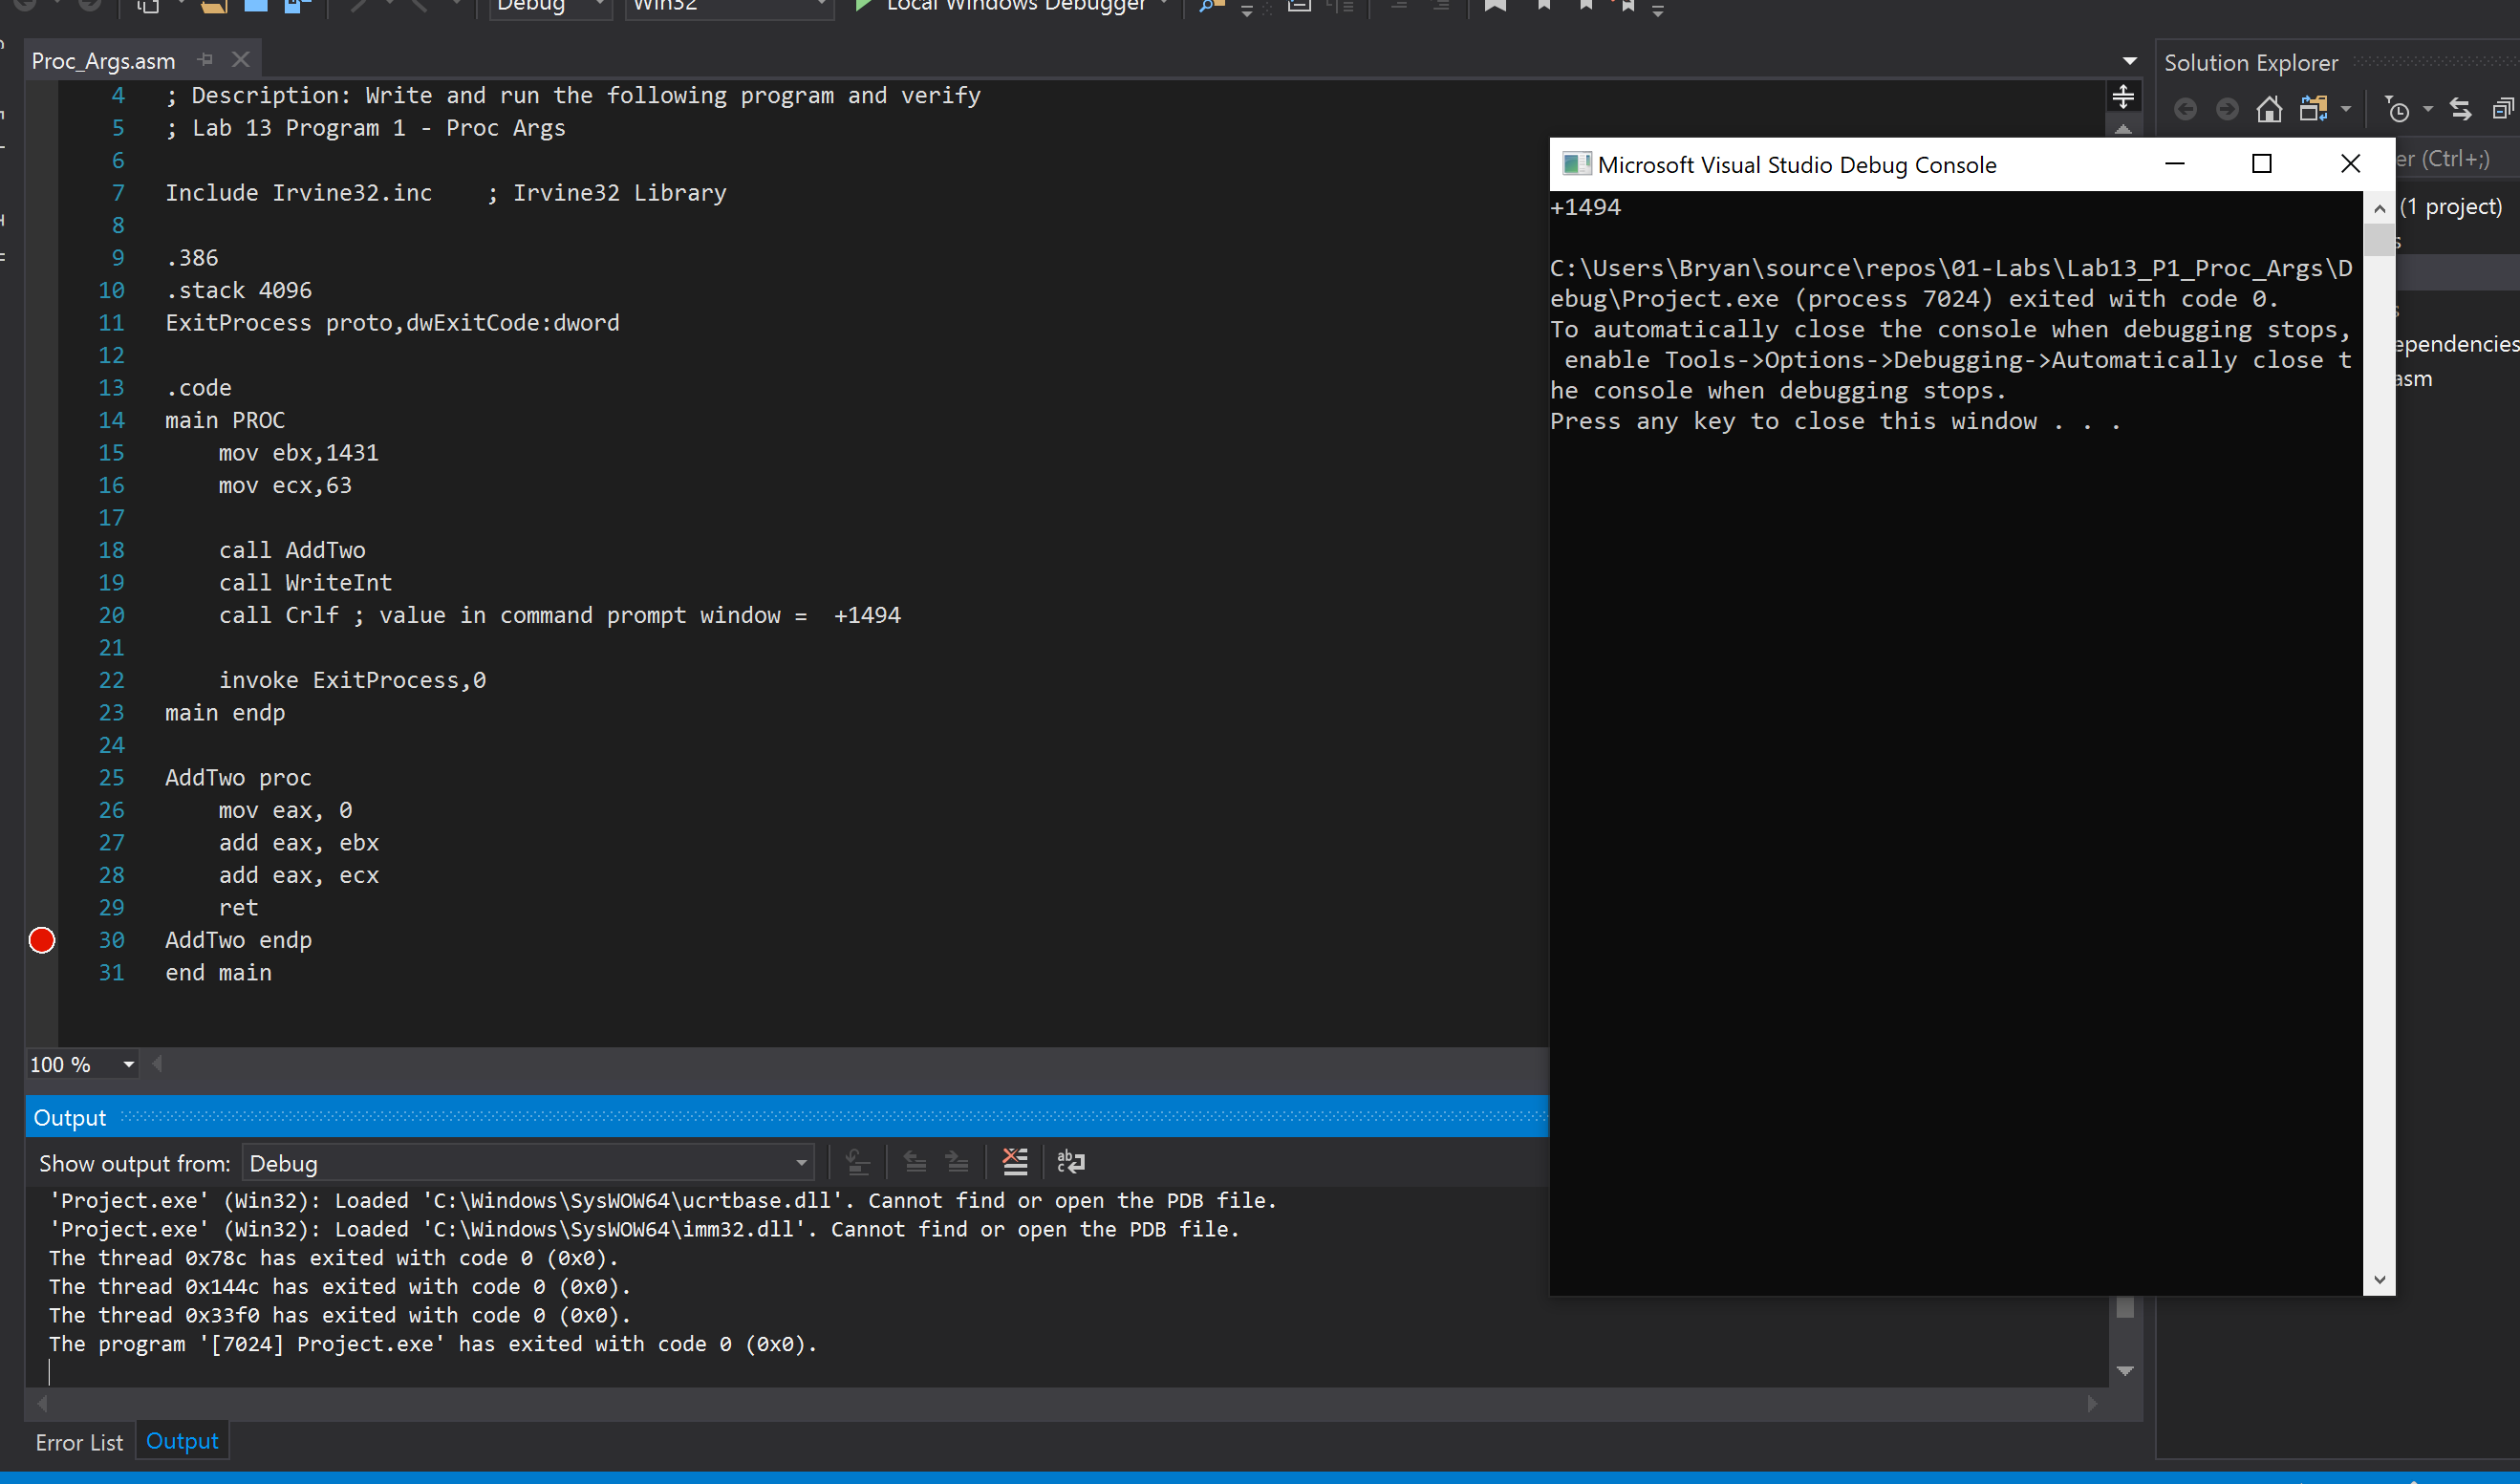 Debug Win32 Local Windows Debugger
Proc_Args.asm
4 ; Description: Write and run the following program and verify
5 ; Lab 13 Program 1 - Proc Args
6
7 Include Irvine32.inc    ; Irvine32 Library
8
9 .386
10 .stack 4096
11 ExitProcess proto,dwExitCode:dword
12
13 .code
14 main PROC
15     mov ebx,1431
16     mov ecx,63
17
18     call AddTwo
19     call WriteInt
20     call Crlf ; value in command prompt window =  +1494
21
22     invoke ExitProcess,0
23 main endp
24
25 AddTwo proc
26     mov eax, 0
27     add eax, ebx
28     add eax, ecx
29     ret
30 AddTwo endp
31 end main
100 %
Output
Show output from: Debug
'Project.exe' (Win32): Loaded 'C:\Windows\SysWOW64\ucrtbase.dll'. Cannot find or open the PDB file.
'Project.exe' (Win32): Loaded 'C:\Windows\SysWOW64\imm32.dll'. Cannot find or open the PDB file.
The thread 0x78c has exited with code 0 (0x0).
The thread 0x144c has exited with code 0 (0x0).
The thread 0x33f0 has exited with code 0 (0x0).
The program '[7024] Project.exe' has exited with code 0 (0x0).
Error List Output
Microsoft Visual Studio Debug Console
+1494
C:\Users\Bryan\source\repos\01-Labs\Lab13_P1_Proc_Args\D
ebug\Project.exe (process 7024) exited with code 0.
To automatically close the console when debugging stops,
 enable Tools->Options->Debugging->Automatically close t
he console when debugging stops.
Press any key to close this window . . .
Solution Explorer
er (Ctrl+;)
(1 project)
s
ependencies
asm